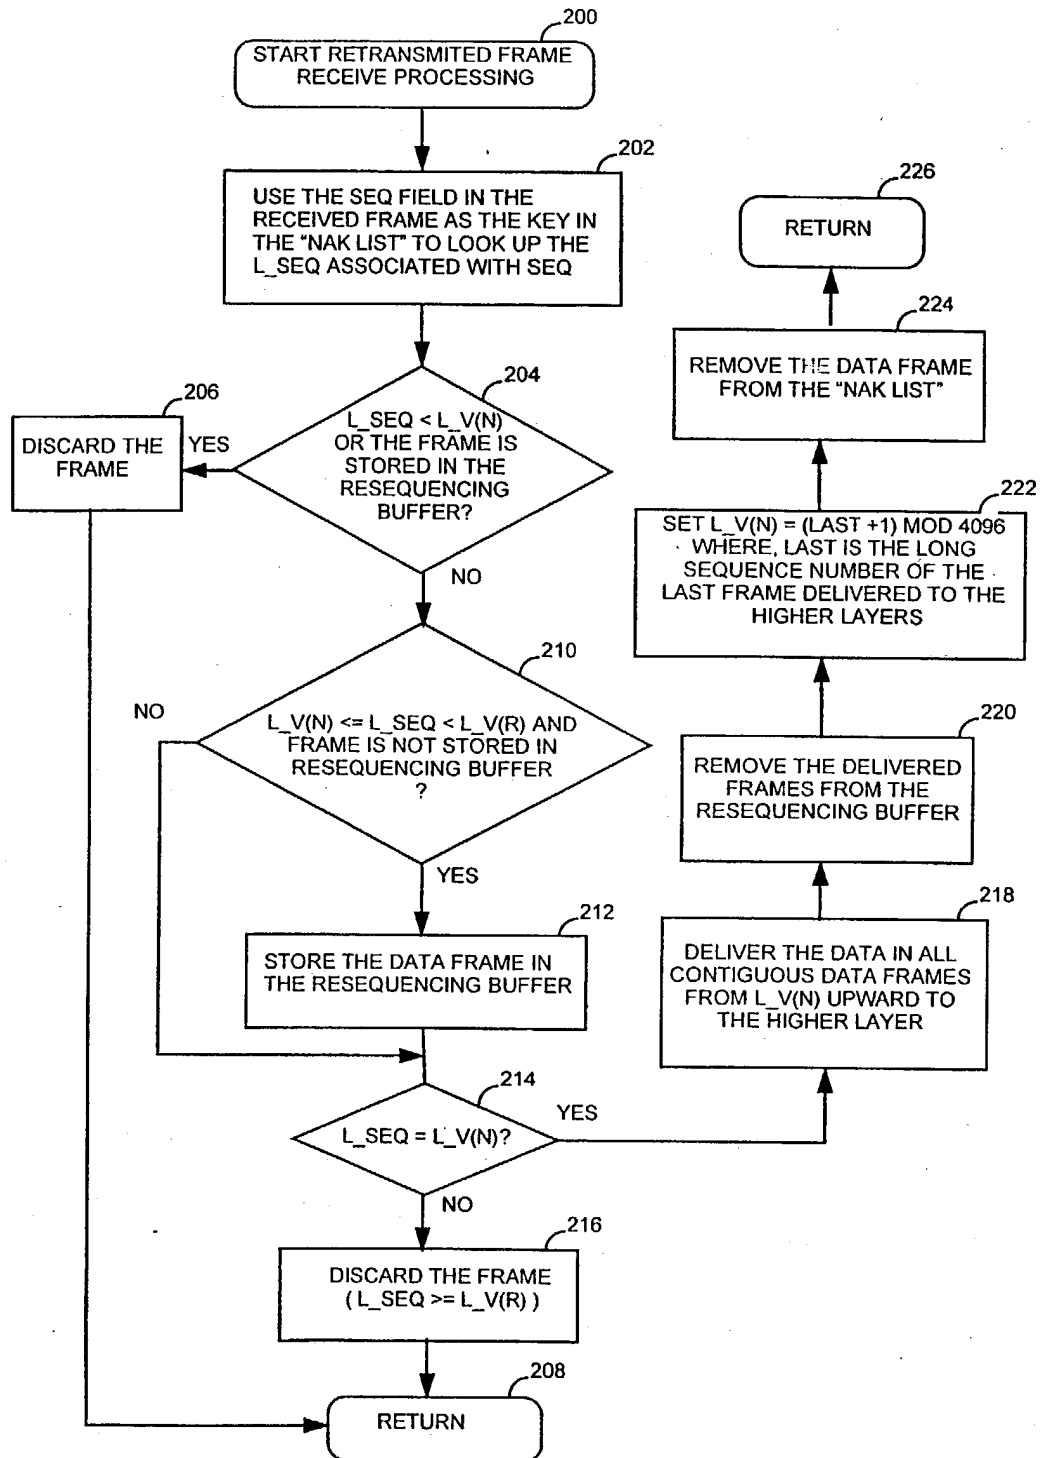 200
START RETRANSMITED FRAME
RECEIVE PROCESSING
202
USE THE SEQ FIELD IN THE
RECEIVED FRAME AS THE KEY IN
THE "NAK LIST" TO LOOK UP THE
L_SEQ ASSOCIATED WITH SEQ
204
L_SEQ < L_V(N)
OR THE FRAME IS
STORED IN THE
RESEQUENCING
BUFFER?
YES
206
DISCARD THE
FRAME
NO
210
L_V(N) <= L_SEQ < L_V(R) AND
FRAME IS NOT STORED IN
RESEQUENCING BUFFER
?
NO
YES
212
STORE THE DATA FRAME IN
THE RESEQUENCING BUFFER
214
L_SEQ = L_V(N)?
YES
NO
216
DISCARD THE FRAME
( L_SEQ >= L_V(R) )
208
RETURN
218
DELIVER THE DATA IN ALL
CONTIGUOUS DATA FRAMES
FROM L_V(N) UPWARD TO
THE HIGHER LAYER
220
REMOVE THE DELIVERED
FRAMES FROM THE
RESEQUENCING BUFFER
222
SET L_V(N) = (LAST +1) MOD 4096
WHERE, LAST IS THE LONG
SEQUENCE NUMBER OF THE
LAST FRAME DELIVERED TO THE
HIGHER LAYERS
224
REMOVE THE DATA FRAME
FROM THE "NAK LIST"
226
RETURN